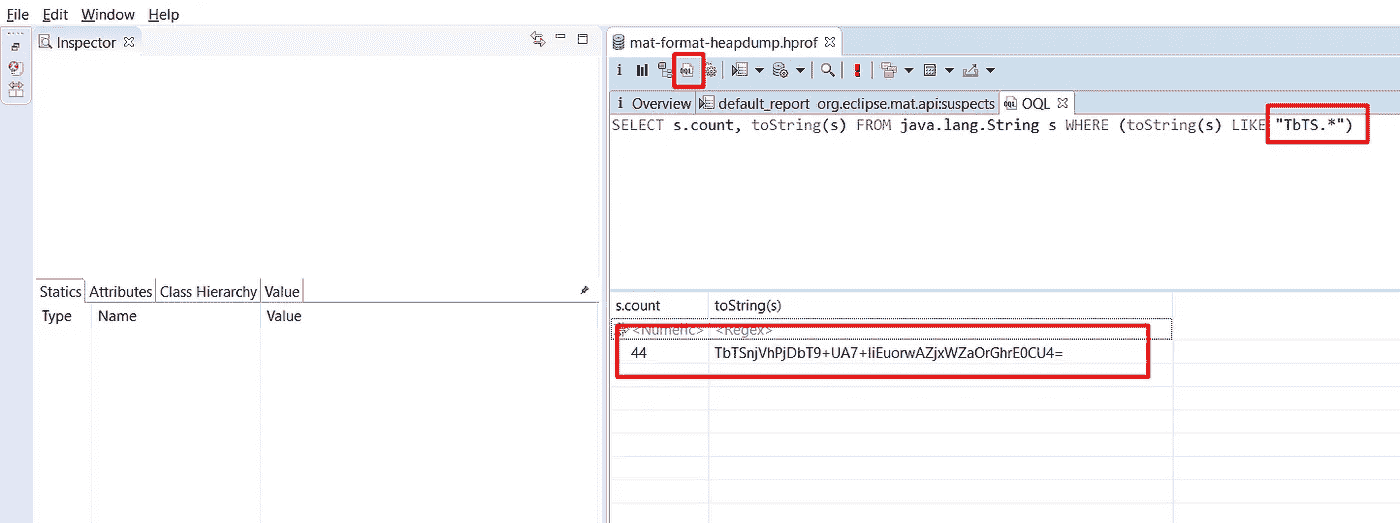 File Edit Window Help
Inspector
Statics Attributes Class Hierarchy Value
Type Name Value
mat-format-heapdump.hprof
i OQL
i Overview default_report org.eclipse.mat.api:suspects OQL
SELECT s.count, toString(s) FROM java.lang.String s WHERE (toString(s) LIKE "TbTS.*")
s.count toString(s)
<Numeric> <Regex>
44 TbTSnjVhPjDbT9+UA7+IiEuorwAZjxWZaOrGhrE0CU4=